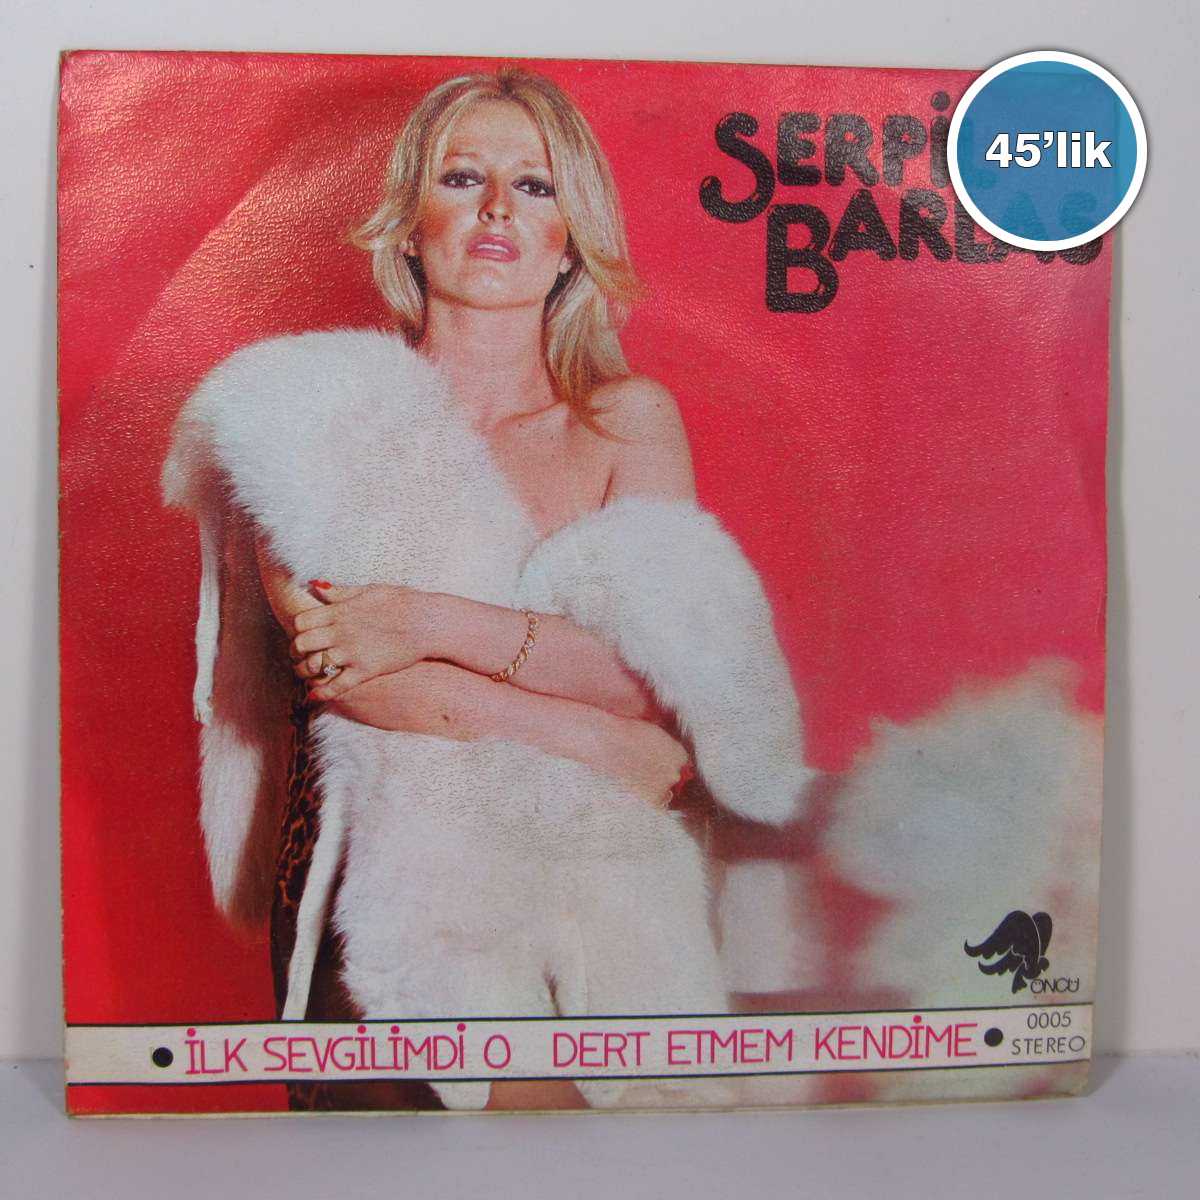 SERPİL
BARLAS
45'lik
ÖNCÜ
• İLK SEVGİLİMDİ O DERT ETMEM KENDİME •
0005
STEREO